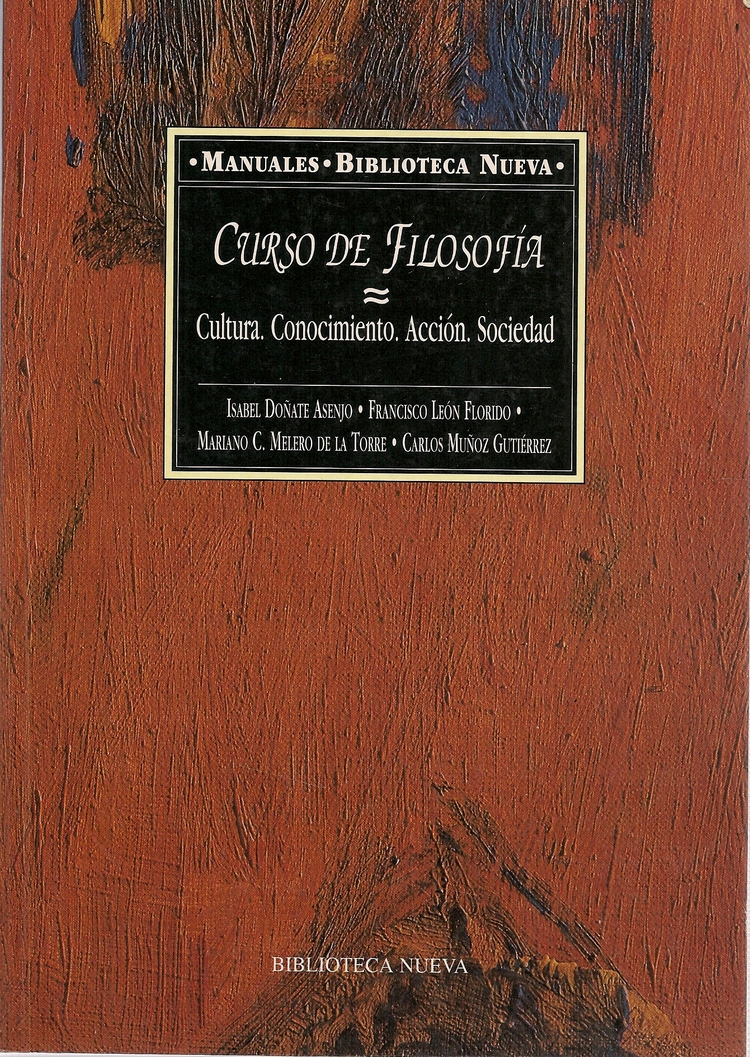 •MANUALES•BIBLIOTECA NUEVA•
CURSO DE FILOSOFÍA
≈
Cultura. Conocimiento. Acción. Sociedad
ISABEL DOÑATE ASENJO • FRANCISCO LEÓN FLORIDO •
MARIANO C. MELERO DE LA TORRE • CARLOS MUÑOZ GUTIÉRREZ
BIBLIOTECA NUEVA